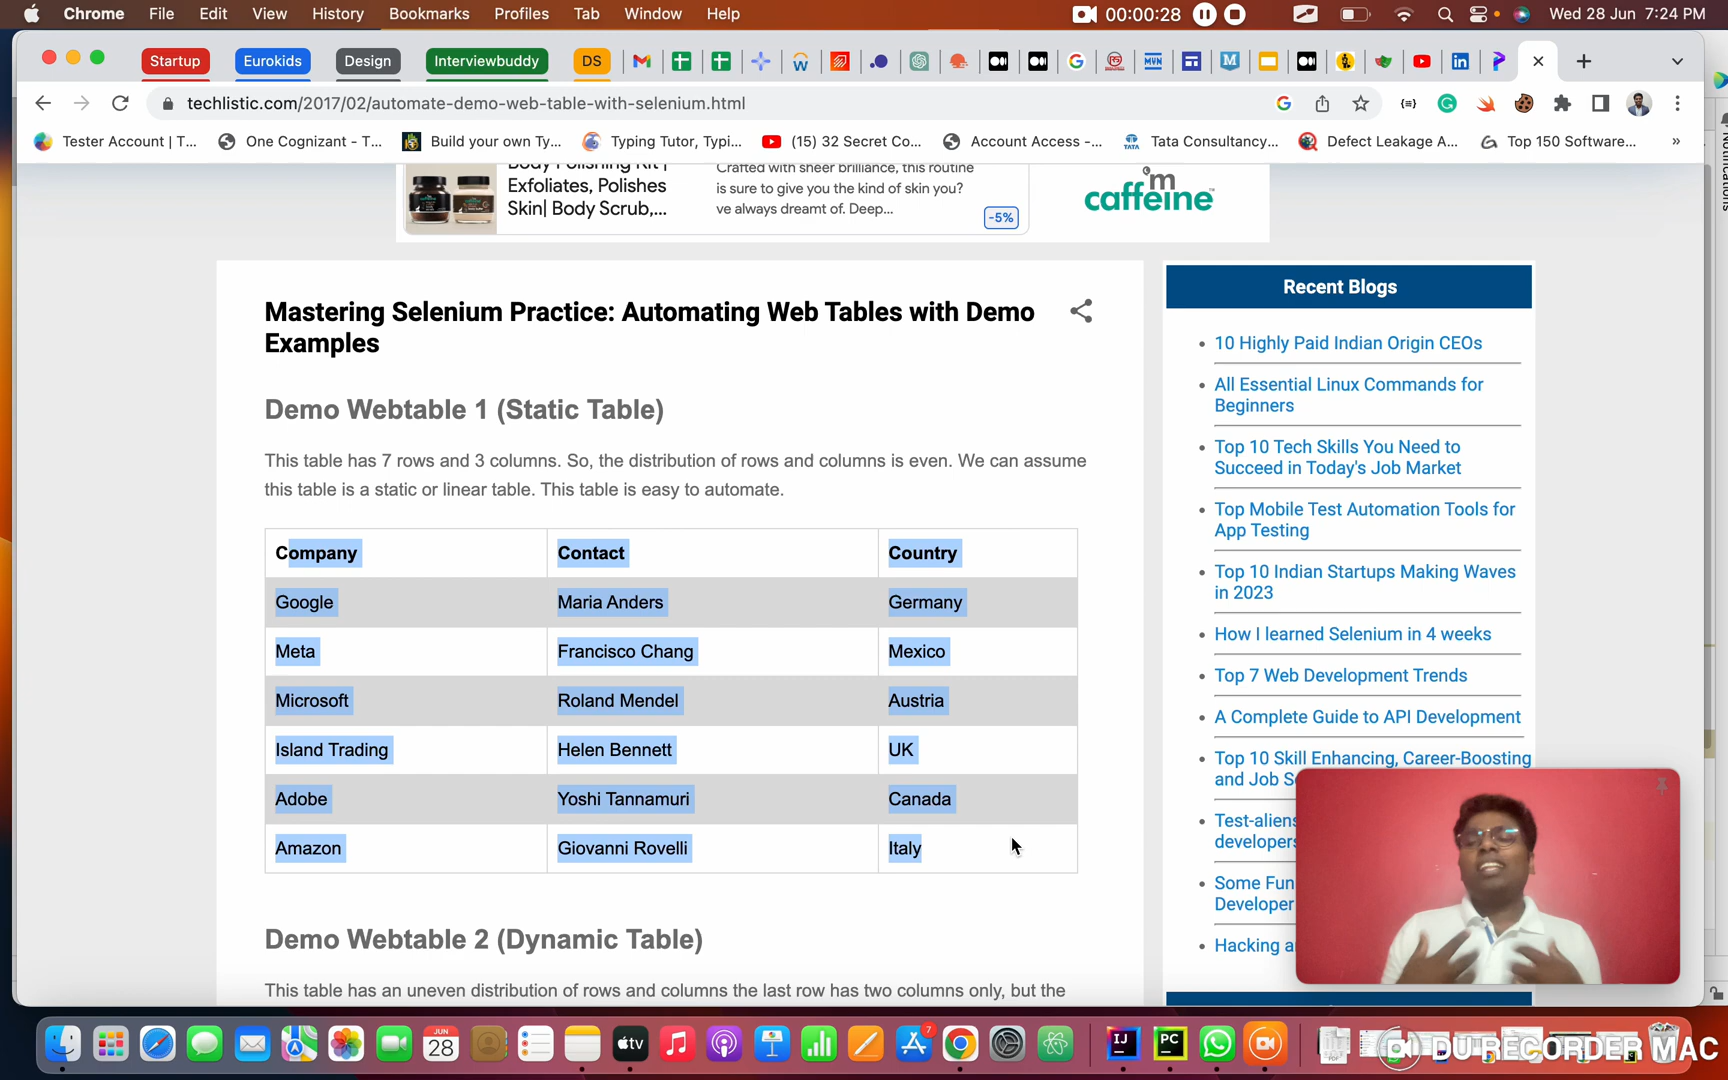 Chrome File Edit View History Bookmarks Profiles Tab Window Help 00:00:28 Wed 28 Jun 7:24 PM
Startup Eurokids Design Interviewbuddy DS
techlistic.com/2017/02/automate-demo-web-table-with-selenium.html
Tester Account | T... One Cognizant - T... Build your own Ty... Typing Tutor, Typi... (15) 32 Secret Co... Account Access -... Tata Consultancy... Defect Leakage A... Top 150 Software... »
Body Polishing Kit |
Exfoliates, Polishes
Skin| Body Scrub,...
Crafted with sheer brilliance, this routine
is sure to give you the kind of skin you?
ve always dreamt of. Deep...
-5%
'm
caffeine
Mastering Selenium Practice: Automating Web Tables with Demo
Examples
Demo Webtable 1 (Static Table)
This table has 7 rows and 3 columns. So, the distribution of rows and columns is even. We can assume
this table is a static or linear table. This table is easy to automate.
Company Contact Country
Google Maria Anders Germany
Meta Francisco Chang Mexico
Microsoft Roland Mendel Austria
Island Trading Helen Bennett UK
Adobe Yoshi Tannamuri Canada
Amazon Giovanni Rovelli Italy
Demo Webtable 2 (Dynamic Table)
This table has an uneven distribution of rows and columns the last row has two columns only, but the
Recent Blogs
10 Highly Paid Indian Origin CEOs
All Essential Linux Commands for
Beginners
Top 10 Tech Skills You Need to
Succeed in Today's Job Market
Top Mobile Test Automation Tools for
App Testing
Top 10 Indian Startups Making Waves
in 2023
How I learned Selenium in 4 weeks
Top 7 Web Development Trends
A Complete Guide to API Development
Top 10 Skill Enhancing, Career-Boosting
and Job S
Test-aliens
developers
Some Fun
Developer
Hacking a
JUN
28
tv
7
IJ
PC
DU RECORDER MAC